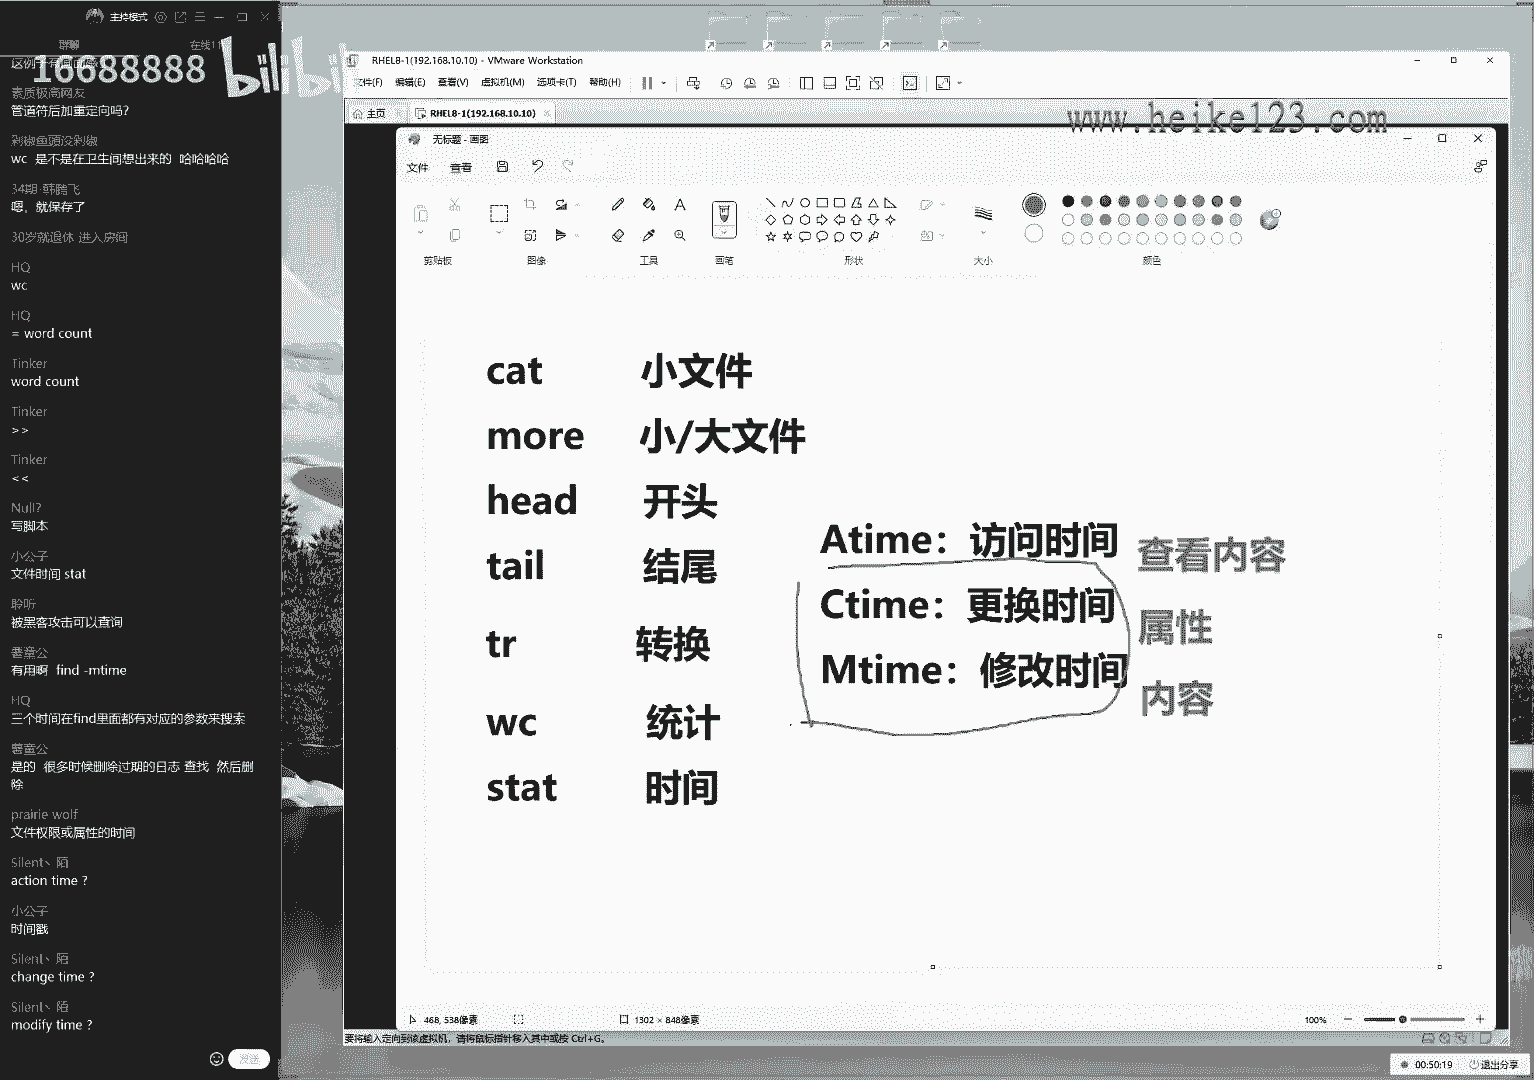 主持模式
群聊
在线1
16688888
bilibili
素质极高网友
管道符后加重定向吗?
剁椒鱼頭没剁椒
wc 是不是在卫生间想出来的 哈哈哈哈
34期-韩腾飞
嗯，就保存了
30岁就退休 进入房间
HQ
wc
HQ
= word count
Tinker
word count
Tinker
>>
Tinker
<<
Null?
写脚本
小公子
文件时间 stat
聆听
被黑客攻击可以查询
薯童公
有用啊 find -mtime
HQ
三个时间在find里面都有对应的参数来搜索
薯童公
是的 很多时候删除过期的日志 查找 然后删
除
prairie wolf
文件权限或属性的时间
Silent丶陌
action time ?
小公子
时间戳
Silent丶陌
change time ?
Silent丶陌
modify time ?
发送
RHEL8-1(192.168.10.10) - VMware Workstation
文件(F) 编辑(E) 查看(V) 虚拟机(M) 选项卡(T) 帮助(H)
主页 RHEL8-1(192.168.10.10)
www.heike123.com
无标题 - 画图
文件 查看
剪贴板 图像 工具 画笔 形状 大小 颜色
cat 小文件
more 小/大文件
head 开头
tail 结尾
tr 转换
wc 统计
stat 时间
Atime：访问时间 查看内容
Ctime：更换时间 属性
Mtime：修改时间 内容
468, 538像素 1302 × 848像素 100%
要将输入定向到该虚拟机，请将鼠标指针移入其中或按 Ctrl+G。
00:50:19 退出分享